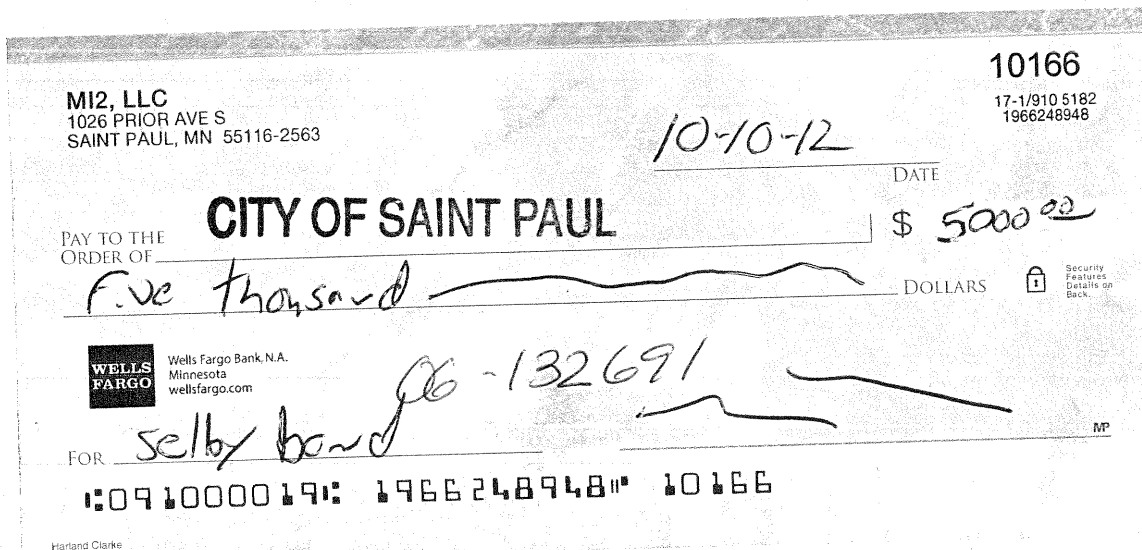 10166
MI2, LLC
1026 PRIOR AVE S
SAINT PAUL, MN 55116-2563
17-1/910 5182
1966248948
10-10-12
DATE
PAY TO THE
ORDER OF
CITY OF SAINT PAUL
$ 5000 00
five thousand
DOLLARS
Security
Features
Details on
Back.
WELLS
FARGO
Wells Fargo Bank, N.A.
Minnesota
wellsfargo.com
06-132691
FOR selby bond
MP
⑆091000019⑆ 1966248948⑈ 10166
Harland Clarke